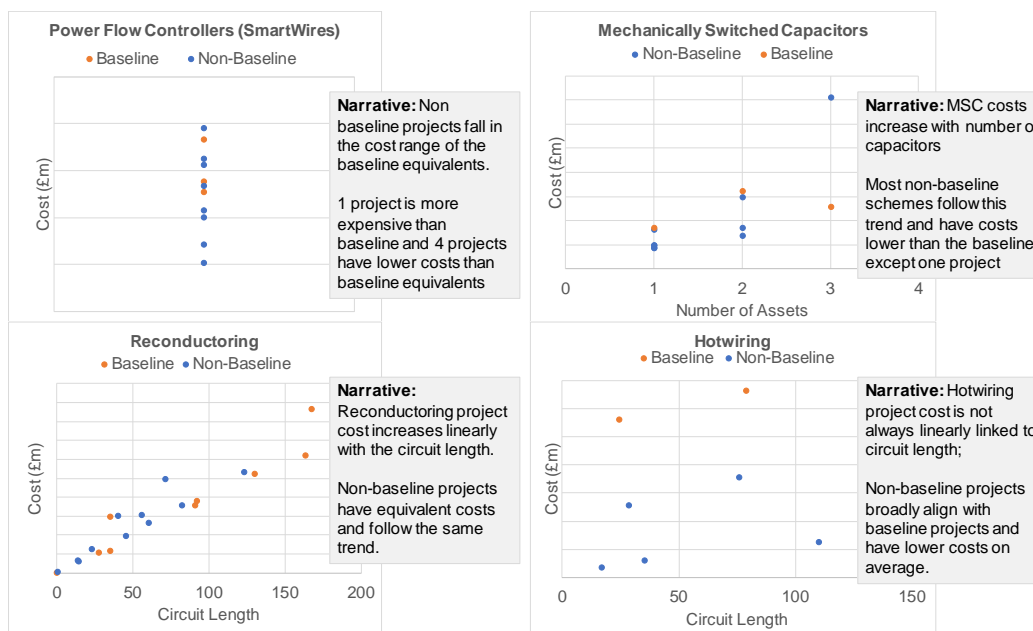 Power Flow Controllers (SmartWires)
Baseline Non-Baseline
Cost (£m)
Narrative: Non
baseline projects fall in
the cost range of the
baseline equivalents.
1 project is more
expensive than
baseline and 4 projects
have lower costs than
baseline equivalents
Mechanically Switched Capacitors
Non-Baseline Baseline
Cost (£m)
0 1 2 3 4
Number of Assets
Narrative: MSC costs
increase with number o
capacitors
Most non-baseline
schemes follow this
trend and have costs
lower than the baseline
except one project
Reconductoring
Baseline Non-Baseline
Cost (£m)
0 50 100 150 200
Circuit Length
Narrative:
Reconductoring project
cost increases linearly
with the circuit length.
Non-baseline projects
have equivalent costs
and follow the same
trend.
Hotwiring
Baseline Non-Baseline
Cost (£m)
0 50 100 150
Circuit Length
Narrative: Hotwiring
project cost is not
always linearly linked to
circuit length;
Non-baseline projects
broadly align with
baseline projects and
have lower costs on
average.